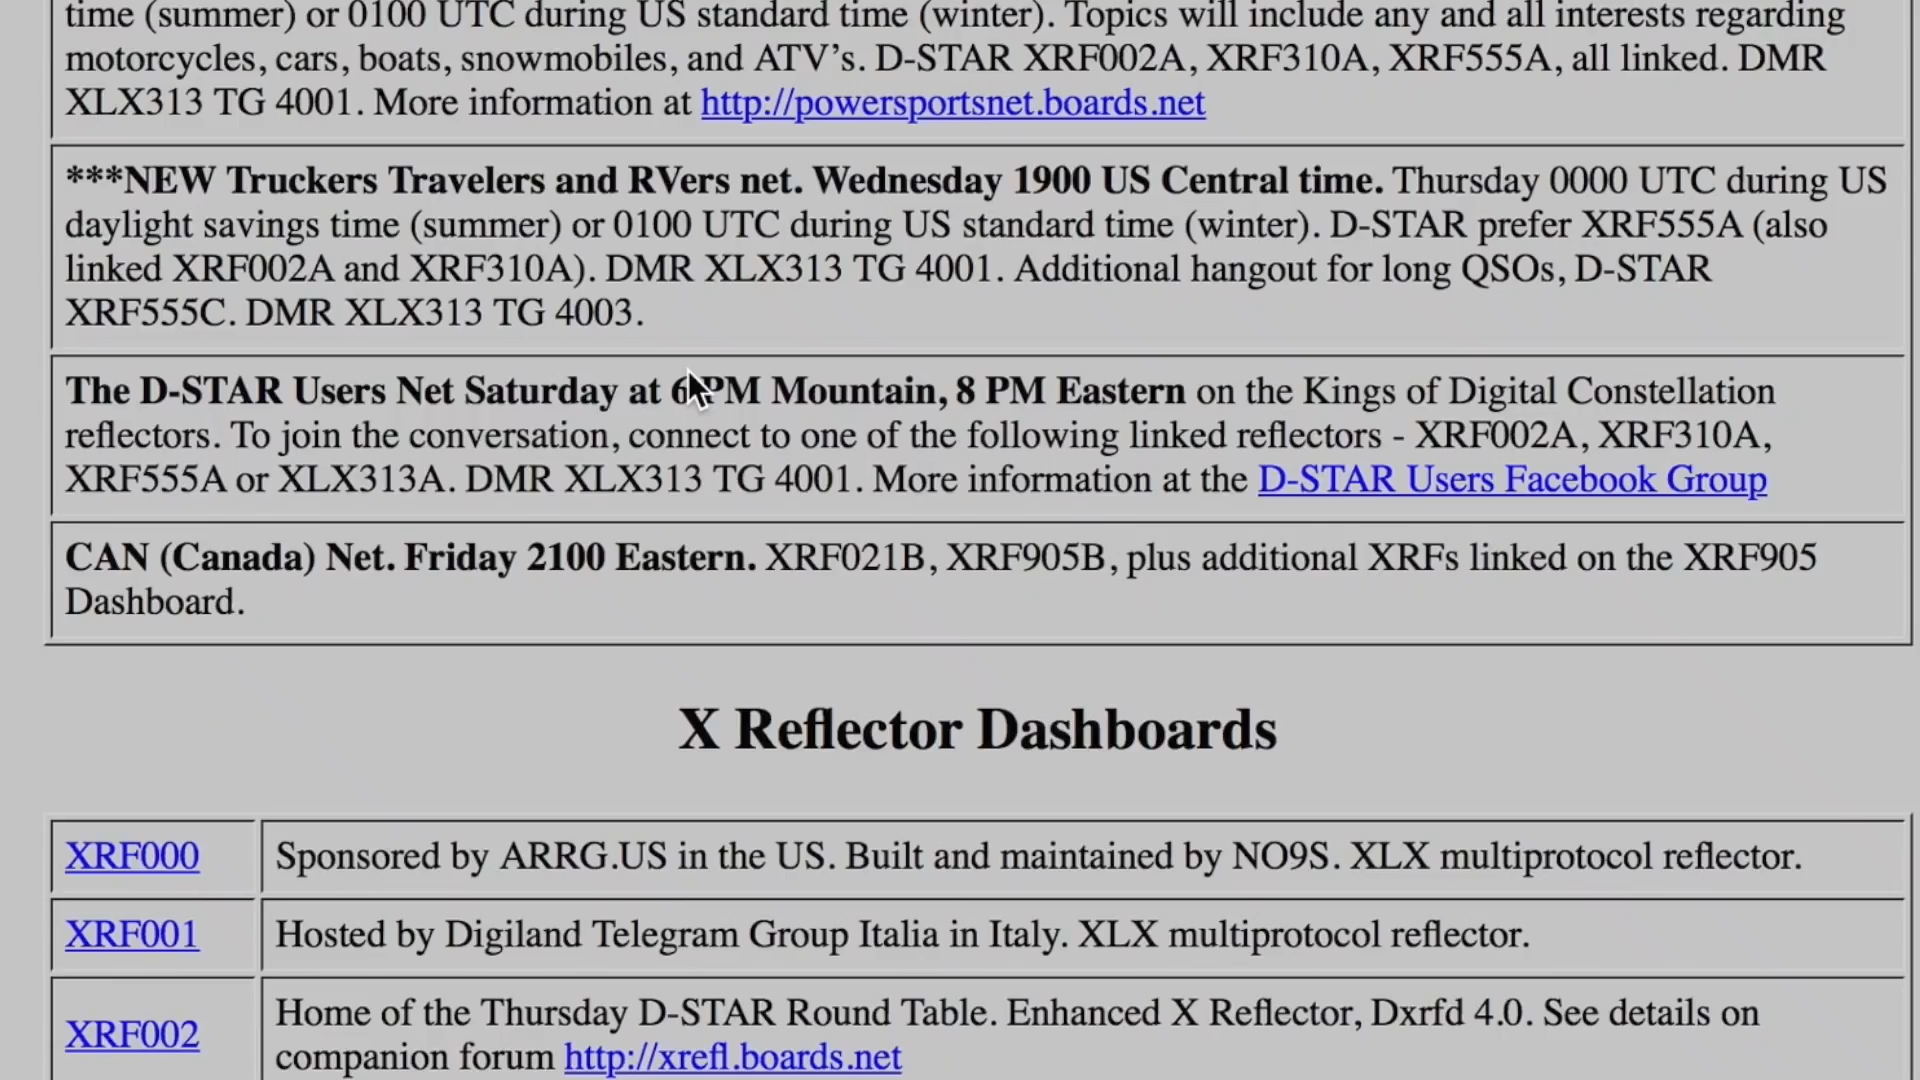 time (summer) or 0100 UTC during US standard time (winter). Topics will include any and all interests regarding
motorcycles, cars, boats, snowmobiles, and ATV’s. D-STAR XRF002A, XRF310A, XRF555A, all linked. DMR
XLX313 TG 4001. More information at http://powersportsnet.boards.net
***NEW Truckers Travelers and RVers net. Wednesday 1900 US Central time. Thursday 0000 UTC during US
daylight savings time (summer) or 0100 UTC during US standard time (winter). D-STAR prefer XRF555A (also
linked XRF002A and XRF310A). DMR XLX313 TG 4001. Additional hangout for long QSOs, D-STAR
XRF555C. DMR XLX313 TG 4003.
The D-STAR Users Net Saturday at 6 PM Mountain, 8 PM Eastern on the Kings of Digital Constellation
reflectors. To join the conversation, connect to one of the following linked reflectors - XRF002A, XRF310A,
XRF555A or XLX313A. DMR XLX313 TG 4001. More information at the D-STAR Users Facebook Group
CAN (Canada) Net. Friday 2100 Eastern. XRF021B, XRF905B, plus additional XRFs linked on the XRF905
Dashboard.
X Reflector Dashboards
XRF000 Sponsored by ARRG.US in the US. Built and maintained by NO9S. XLX multiprotocol reflector.
XRF001 Hosted by Digiland Telegram Group Italia in Italy. XLX multiprotocol reflector.
XRF002 Home of the Thursday D-STAR Round Table. Enhanced X Reflector, Dxrfd 4.0. See details on
companion forum http://xrefl.boards.net